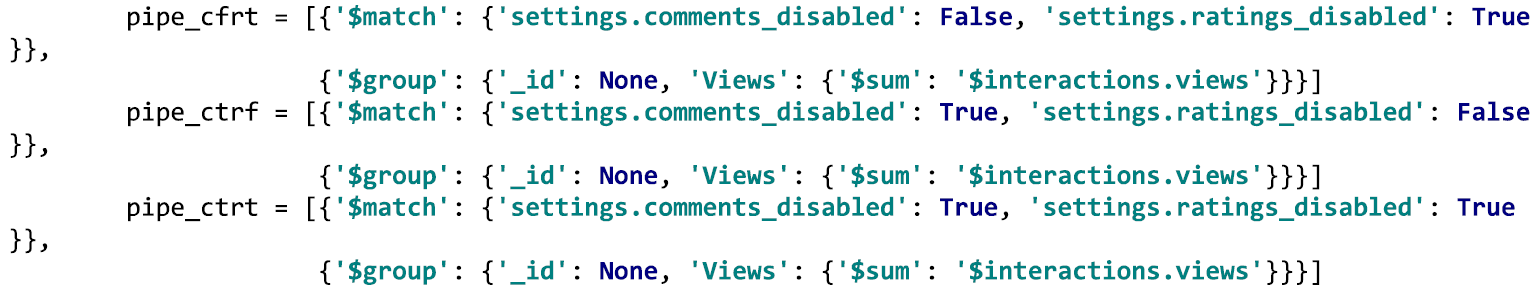 pipe_cfrt = [{'$match': {'settings.comments_disabled': False, 'settings.ratings_disabled': True
}},
{'$group': {'_id': None, 'Views': {'$sum': '$interactions.views'}}}]
pipe_ctrf = [{'$match': {'settings.comments_disabled': True, 'settings.ratings_disabled': False
}},
{'$group': {'_id': None, 'Views': {'$sum': '$interactions.views'}}}]
pipe_ctrt = [{'$match': {'settings.comments_disabled': True, 'settings.ratings_disabled': True
}},
{'$group': {'_id': None, 'Views': {'$sum': '$interactions.views'}}}]